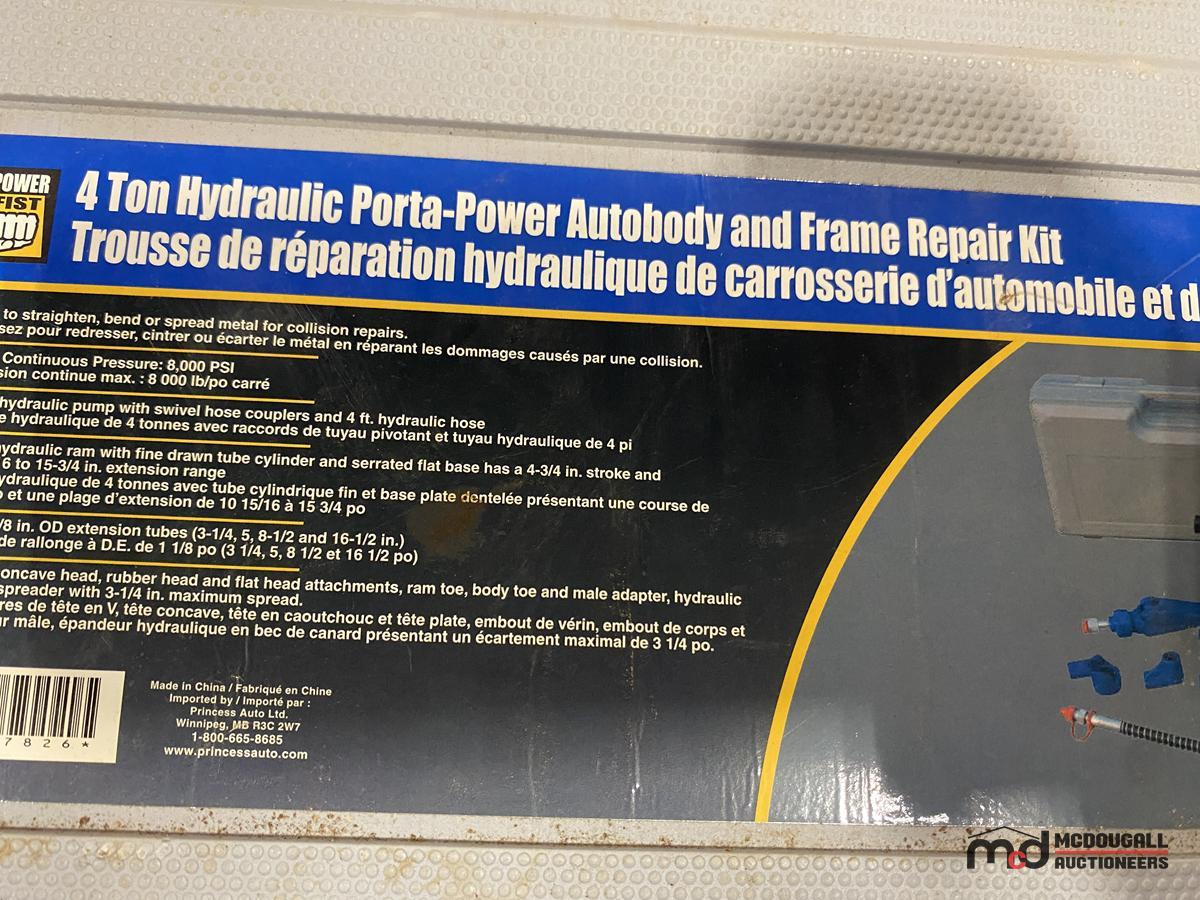 POWER
FIST
4 Ton Hydraulic Porta-Power Autobody and Frame Repair Kit
Trousse de réparation hydraulique de carrosserie d'automobile et d
to straighten, bend or spread metal for collision repairs.
sez pour redresser, cintrer ou écarter le métal en réparant les dommages causés par une collision.
Continuous Pressure: 8,000 PSI
sion continue max. : 8 000 lb/po carré
hydraulic pump with swivel hose couplers and 4 ft. hydraulic hose
e hydraulique de 4 tonnes avec raccords de tuyau pivotant et tuyau hydraulique de 4 pi
ydraulic ram with fine drawn tube cylinder and serrated flat base has a 4-3/4 in. stroke and
6 to 15-3/4 in. extension range
ydraulique de 4 tonnes avec tube cylindrique fin et base plate dentelée présentant une course de
o et une plage d'extension de 10 15/16 à 15 3/4 po
/8 in. OD extension tubes (3-1/4, 5, 8-1/2 and 16-1/2 in.)
de rallonge à D.E. de 1 1/8 po (3 1/4, 5, 8 1/2 et 16 1/2 po)
oncave head, rubber head and flat head attachments, ram toe, body toe and male adapter, hydraulic
spreader with 3-1/4 in. maximum spread.
res de tête en V, tête concave, tête en caoutchouc et tête plate, embout de vérin, embout de corps et
ur mâle, épandeur hydraulique en bec de canard présentant un écartement maximal de 3 1/4 po.
7826*
Made in China / Fabriqué en Chine
Imported by / Importé par :
Princess Auto Ltd.
Winnipeg, MB R3C 2W7
1-800-665-8685
www.princessauto.com
mcd MCDOUGALL
AUCTIONEERS